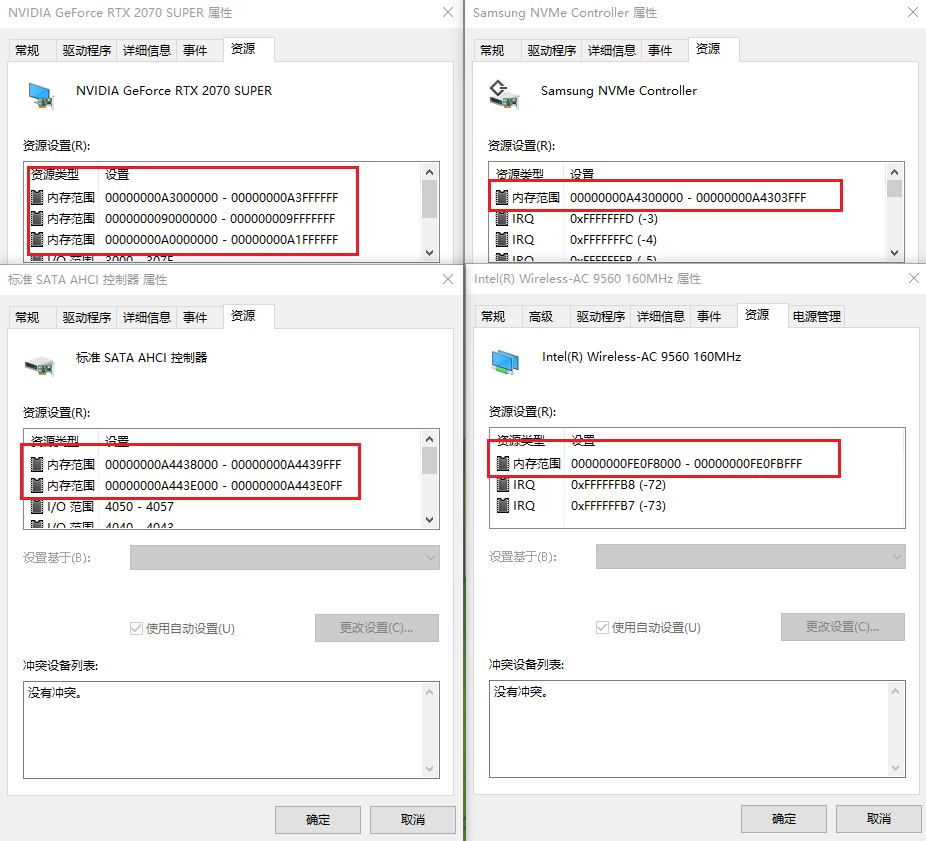 NVIDIA GeForce RTX 2070 SUPER 属性
常规 驱动程序 详细信息 事件 资源
NVIDIA GeForce RTX 2070 SUPER
资源设置(R):
资源类型 设置
内存范围 00000000A3000000 - 00000000A3FFFFFF
内存范围 0000000090000000 - 000000009FFFFFFF
内存范围 00000000A0000000 - 00000000A1FFFFFF
I/O 范围 3000 - 307F
Samsung NVMe Controller 属性
常规 驱动程序 详细信息 事件 资源
Samsung NVMe Controller
资源设置(R):
资源类型 设置
内存范围 00000000A4300000 - 00000000A4303FFF
IRQ 0xFFFFFFFD (-3)
IRQ 0xFFFFFFFC (-4)
IRQ 0xFFFFFFFB (-5)
标准 SATA AHCI 控制器 属性
常规 驱动程序 详细信息 事件 资源
标准 SATA AHCI 控制器
资源设置(R):
资源类型 设置
内存范围 00000000A4438000 - 00000000A4439FFF
内存范围 00000000A443E000 - 00000000A443E0FF
I/O 范围 4050 - 4057
I/O 范围 4040 - 4043
设置基于(B):
使用自动设置(U) 更改设置(C)...
冲突设备列表:
没有冲突。
确定 取消
Intel(R) Wireless-AC 9560 160MHz 属性
常规 高级 驱动程序 详细信息 事件 资源 电源管理
Intel(R) Wireless-AC 9560 160MHz
资源设置(R):
资源类型 设置
内存范围 00000000FE0F8000 - 00000000FE0FBFFF
IRQ 0xFFFFFFB8 (-72)
IRQ 0xFFFFFFB7 (-73)
设置基于(B):
使用自动设置(U) 更改设置(C)...
冲突设备列表:
没有冲突。
确定 取消